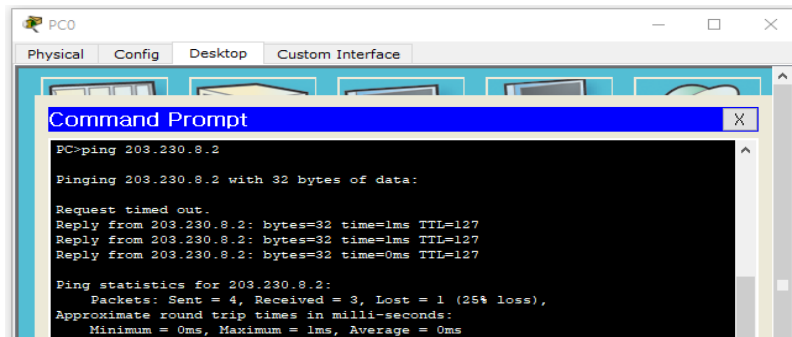 PC0
Physical Config Desktop Custom Interface
Command Prompt
X
PC>ping 203.230.8.2
Pinging 203.230.8.2 with 32 bytes of data:
Request timed out.
Reply from 203.230.8.2: bytes=32 time=1ms TTL=127
Reply from 203.230.8.2: bytes=32 time=1ms TTL=127
Reply from 203.230.8.2: bytes=32 time=0ms TTL=127
Ping statistics for 203.230.8.2:
Packets: Sent = 4, Received = 3, Lost = 1 (25% loss),
Approximate round trip times in milli-seconds:
Minimum = 0ms, Maximum = 1ms, Average = 0ms